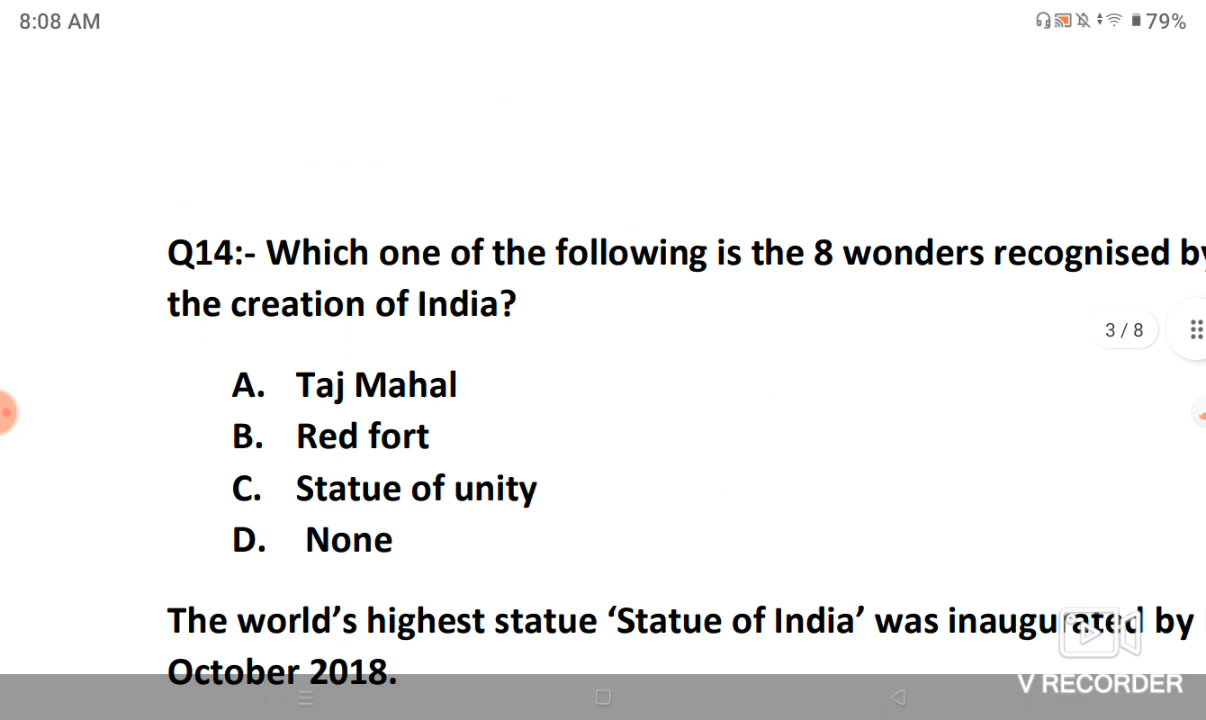 8:08 AM
79%
Q14:- Which one of the following is the 8 wonders recognised by
the creation of India?
3 / 8
A. Taj Mahal
B. Red fort
C. Statue of unity
D. None
The world's highest statue ‘Statue of India’ was inaugurated by
October 2018.
V RECORDER